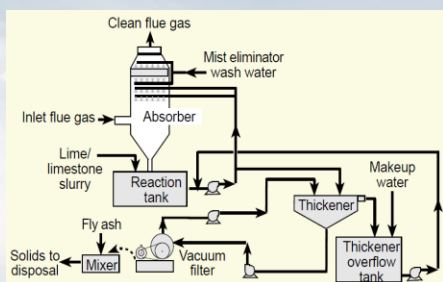 Clean flue gas
Mist eliminator
wash water
Inlet flue gas
Absorber
Lime/
limestone
slurry
Reaction
tank
Makeup
water
Thickener
Fly ash
Vacuum
filter
Thickener
overflow
tank
Solids to
disposal
Mixer